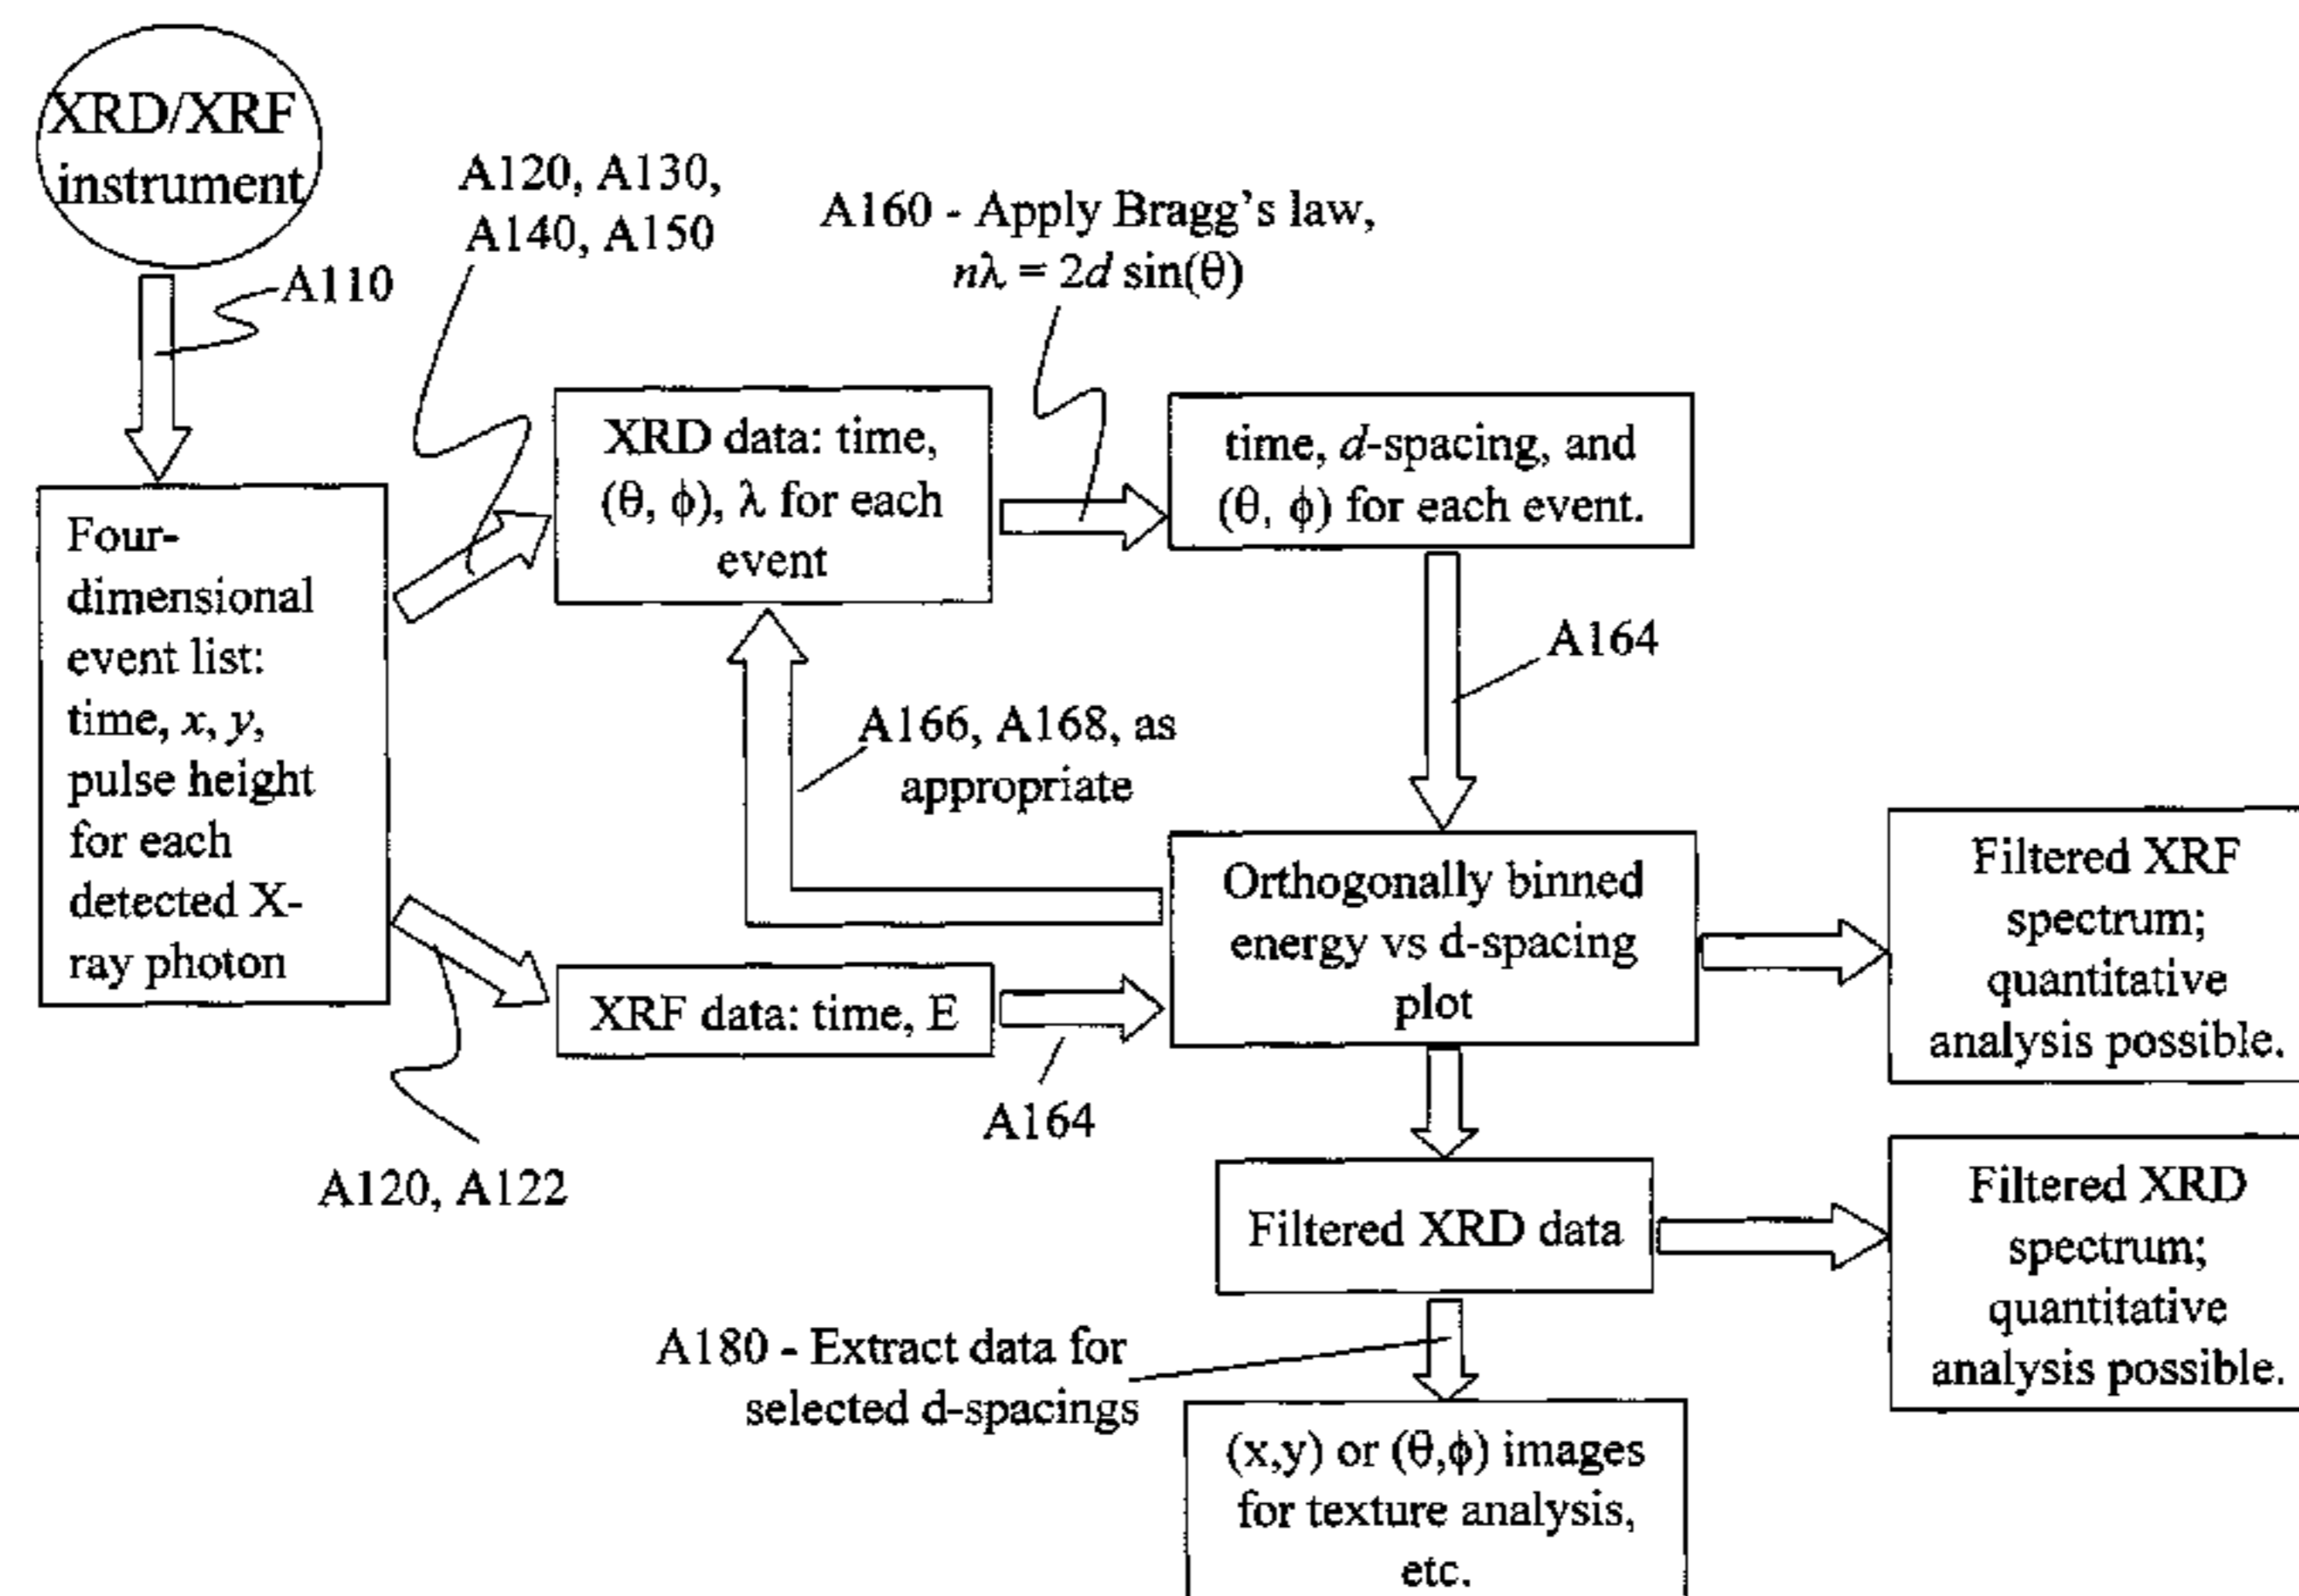 XRD/XRF
instrument
A110
A120, A130,
A140, A150
A160 - Apply Bragg's law,
nλ = 2d sin(θ)
Four-
dimensional
event list:
time, x, y,
pulse height
for each
detected X-
ray photon
XRD data: time,
(θ, ϕ), λ for each
event
time, d-spacing, and
(θ, ϕ) for each event.
A164
A166, A168, as
appropriate
Orthogonally binned
energy vs d-spacing
plot
Filtered XRF
spectrum;
quantitative
analysis possible.
XRF data: time, E
A164
A120, A122
Filtered XRD data
Filtered XRD
spectrum;
quantitative
analysis possible.
A180 - Extract data for
selected d-spacings
(x,y) or (θ,ϕ) images
for texture analysis,
etc.